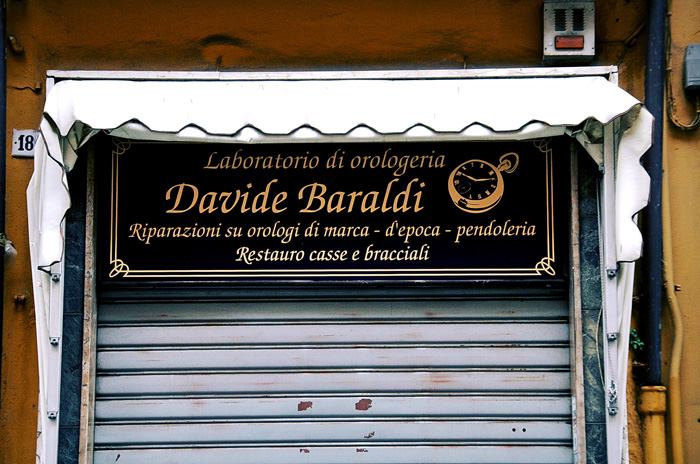 18
Laboratorio di orologeria
Davide Baraldi
Riparazioni su orologi di marca - d'epoca - pendoleria
Restauro casse e bracciali